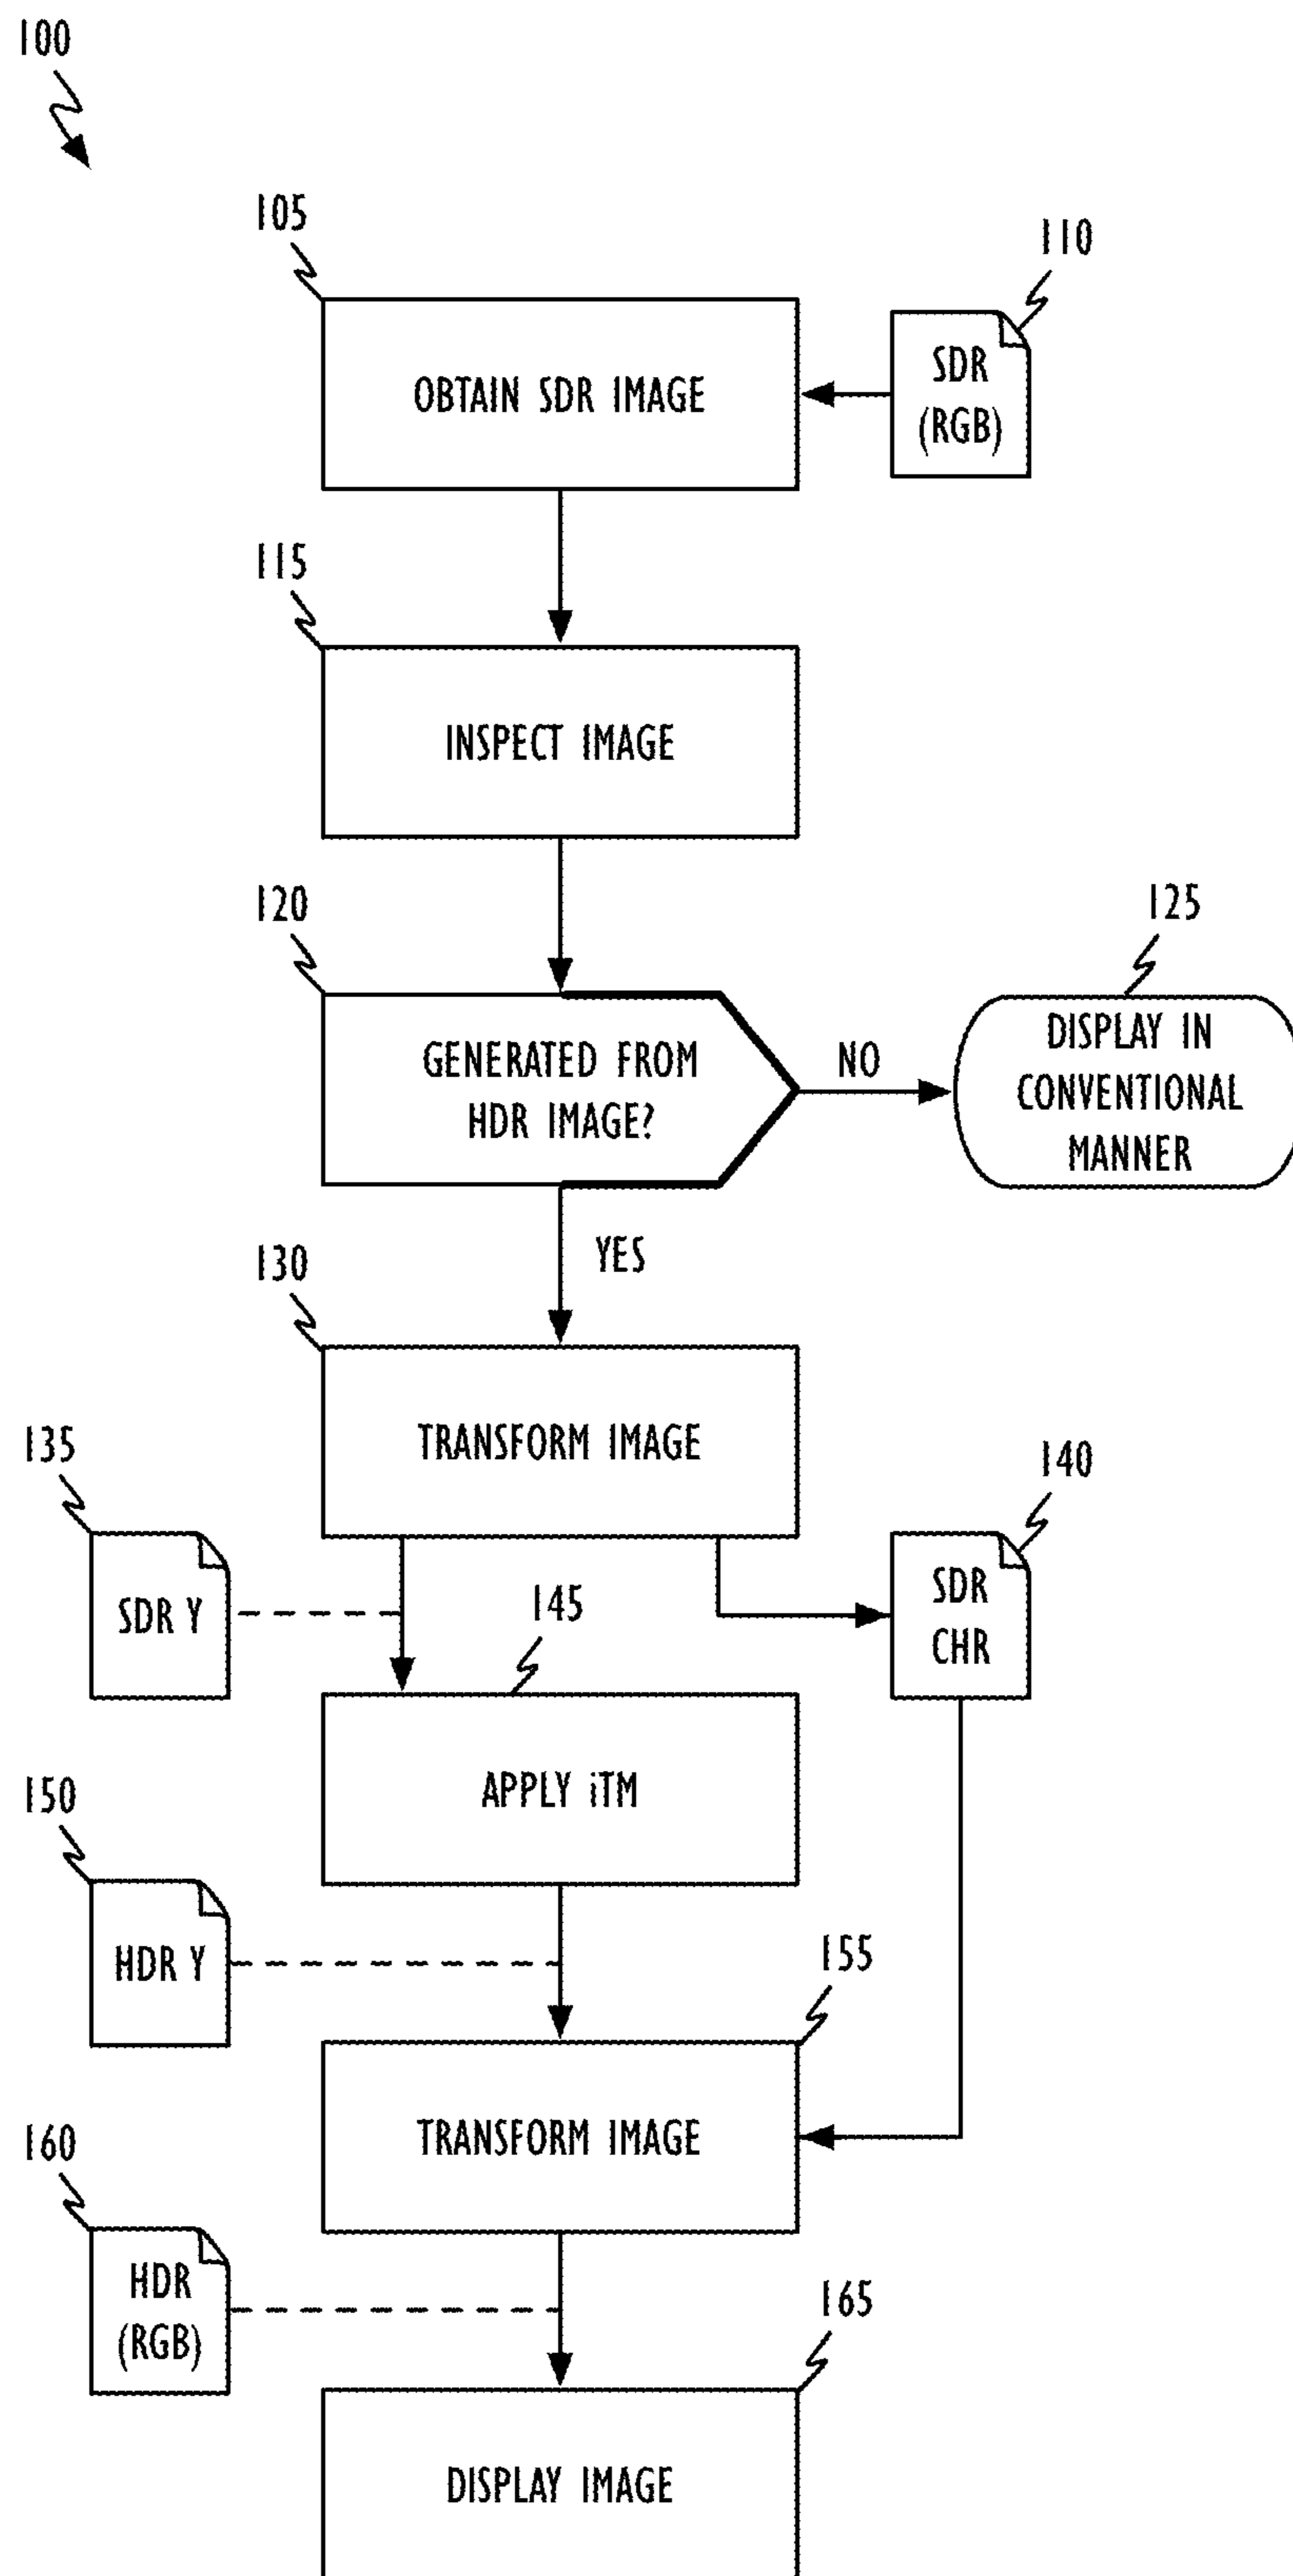 100
105
110
OBTAIN SDR IMAGE
SDR
(RGB)
115
INSPECT IMAGE
120
125
GENERATED FROM
HDR IMAGE?
NO
DISPLAY IN
CONVENTIONAL
MANNER
YES
130
TRANSFORM IMAGE
135
140
SDR Y
SDR
CHR
145
APPLY iTM
150
HDR Y
155
TRANSFORM IMAGE
160
HDR
(RGB)
165
DISPLAY IMAGE